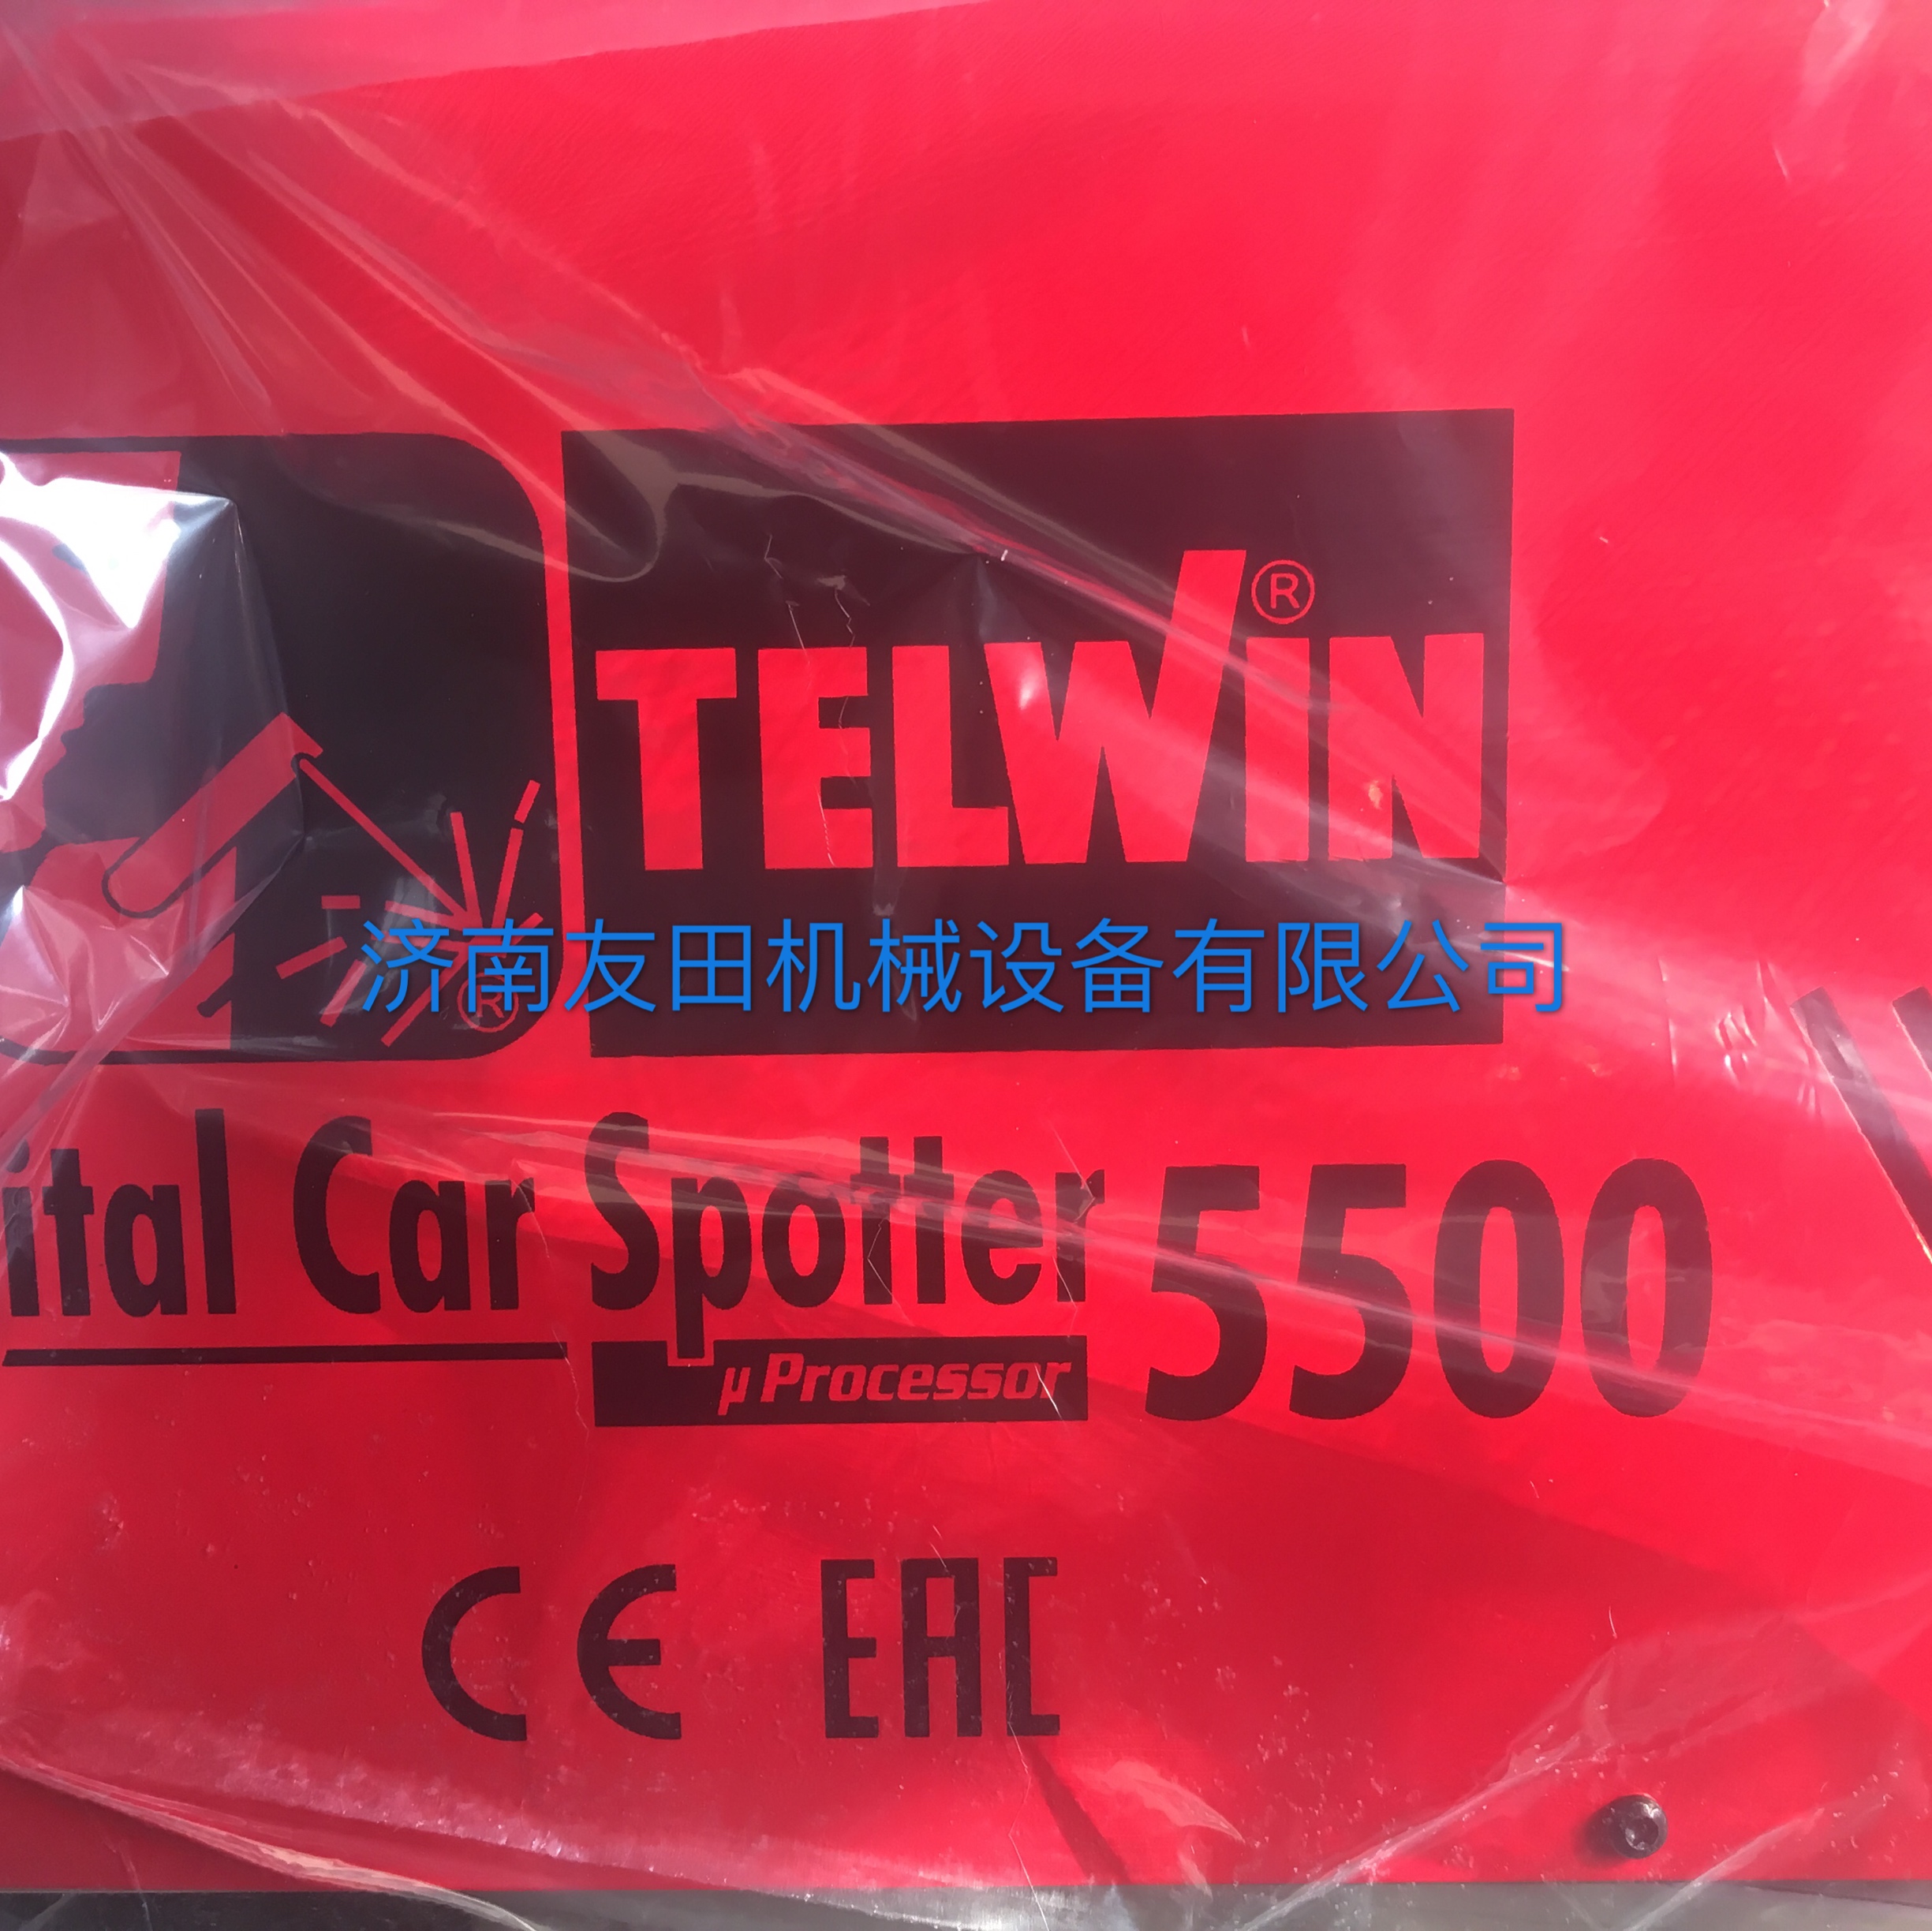 TELWIN®
®
济南友田机械设备有限公司
ital Car Spotter 5500
µ Processor
CE EAC